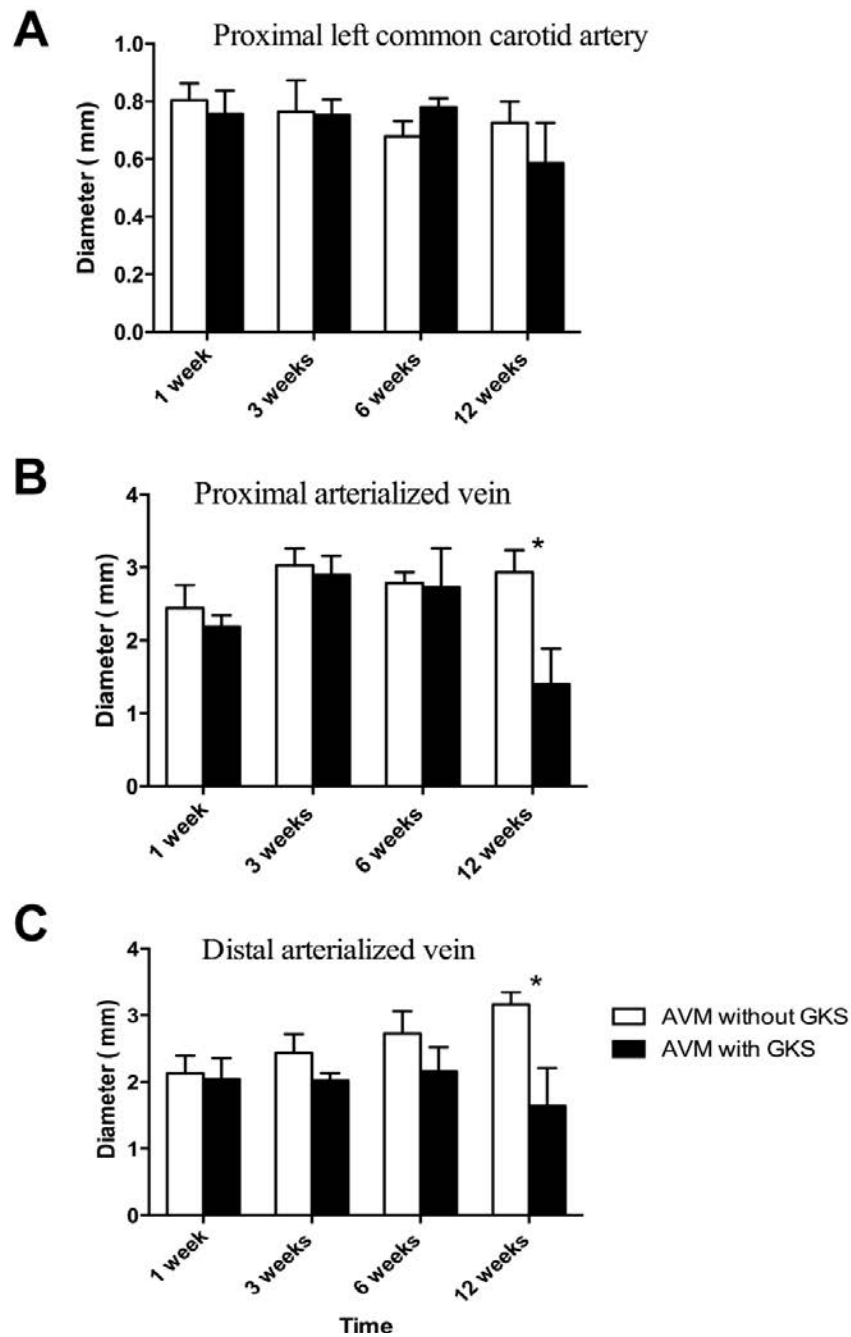 A
Proximal left common carotid artery
1.0
0.8
0.6
0.4
0.2
0.0
Diameter ( mm)
1 week
3 weeks
6 weeks
12 weeks
B
Proximal arterialized vein
4
3
2
1
0
Diameter ( mm)
*
1 week
3 weeks
6 weeks
12 weeks
C
Distal arterialized vein
4
3
2
1
0
Diameter ( mm)
*
AVM without GKS
AVM with GKS
1 week
3 weeks
6 weeks
12 weeks
Time